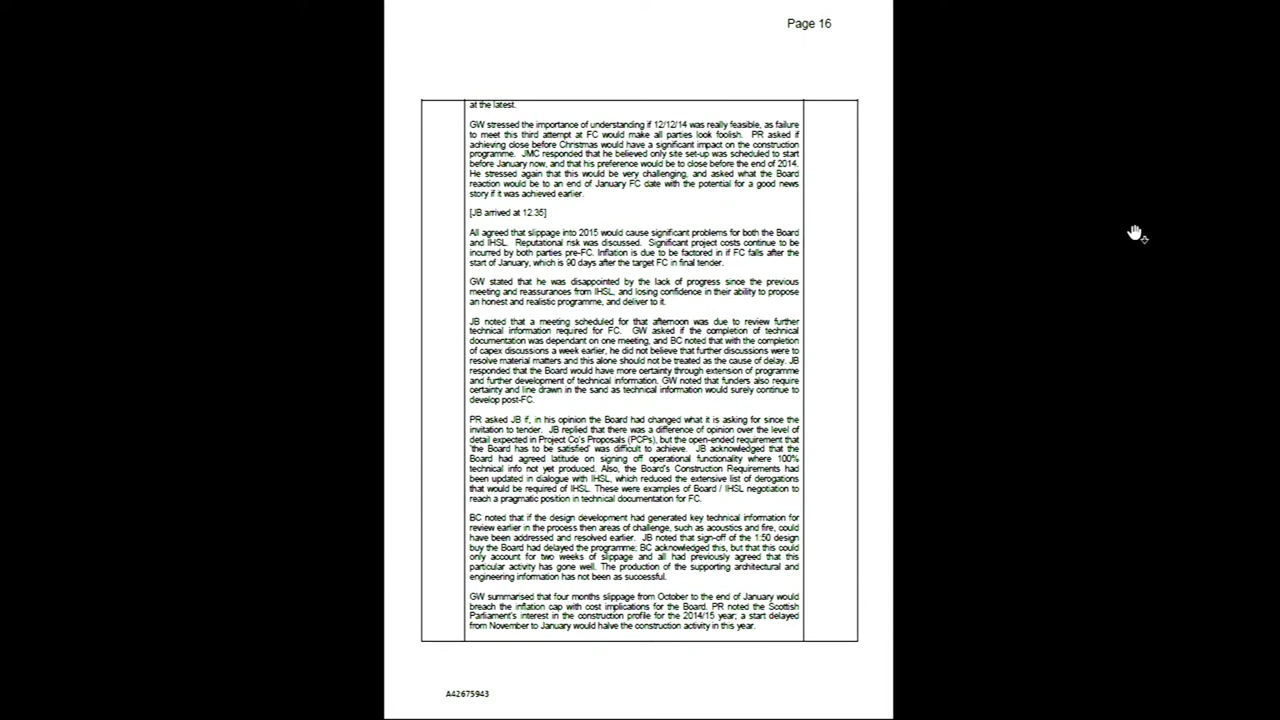 Page 16
at the latest.
GW stressed the importance of understanding if 12/12/14 was really feasible, as failure
to meet this third attempt at FC would make all parties look foolish. PR asked if
achieving close before Christmas would have a significant impact on the construction
programme. JMC responded that he believed only site set-up was scheduled to start
before January now, and that his preference would be to close before the end of 2014.
He stressed again that this would be very challenging, and asked what the Board
reaction would be to an end of January FC date with the potential for a good news
story if it was achieved earlier.
[JB arrived at 12.35]
All agreed that slippage into 2015 would cause significant problems for both the Board
and IHSL. Reputational risk was discussed. Significant project costs continue to be
incurred by both parties pre-FC. Inflation is due to be factored in if FC falls after the
start of January, which is 90 days after the target FC in final tender.
GW stated that he was disappointed by the lack of progress since the previous
meeting and reassurances from IHSL, and losing confidence in their ability to propose
an honest and realistic programme, and deliver to it.
JB noted that a meeting scheduled for that afternoon was due to review further
technical information required for FC. GW asked if the completion of technical
documentation was dependant on one meeting, and BC noted that with the completion
of capex discussions a week earlier, he did not believe that further discussions were to
resolve material matters and this alone should not be treated as the cause of delay. JB
responded that the Board would have more certainty through extension of programme
and further development of technical information. GW noted that funders also require
certainty and line drawn in the sand as technical information would surely continue to
develop post-FC.
PR asked JB if, in his opinion the Board had changed what it is asking for since the
invitation to tender. JB replied that there was a difference of opinion over the level of
detail expected in Project Co's Proposals (PCPs), but the open-ended requirement that
'the Board has to be satisfied' was difficult to achieve. JB acknowledged that the
Board had agreed latitude on signing off operational functionality where 100%
technical info not yet produced. Also, the Board's Construction Requirements had
been updated in dialogue with IHSL, which reduced the extensive list of derogations
that would be required of IHSL. These were examples of Board / IHSL negotiation to
reach a pragmatic position in technical documentation for FC.
BC noted that if the design development had generated key technical information for
review earlier in the process then areas of challenge, such as acoustics and fire, could
have been addressed and resolved earlier. JB noted that sign-off of the 1:50 design
buy the Board had delayed the programme; BC acknowledged this, but that this could
only account for two weeks of slippage and all had previously agreed that this
particular activity has gone well. The production of the supporting architectural and
engineering information has not been as successful.
GW summarised that four months slippage from October to the end of January would
breach the inflation cap with cost implications for the Board. PR noted the Scottish
Parliament's interest in the construction profile for the 2014/15 year; a start delayed
from November to January would halve the construction activity in this year.
A42675943